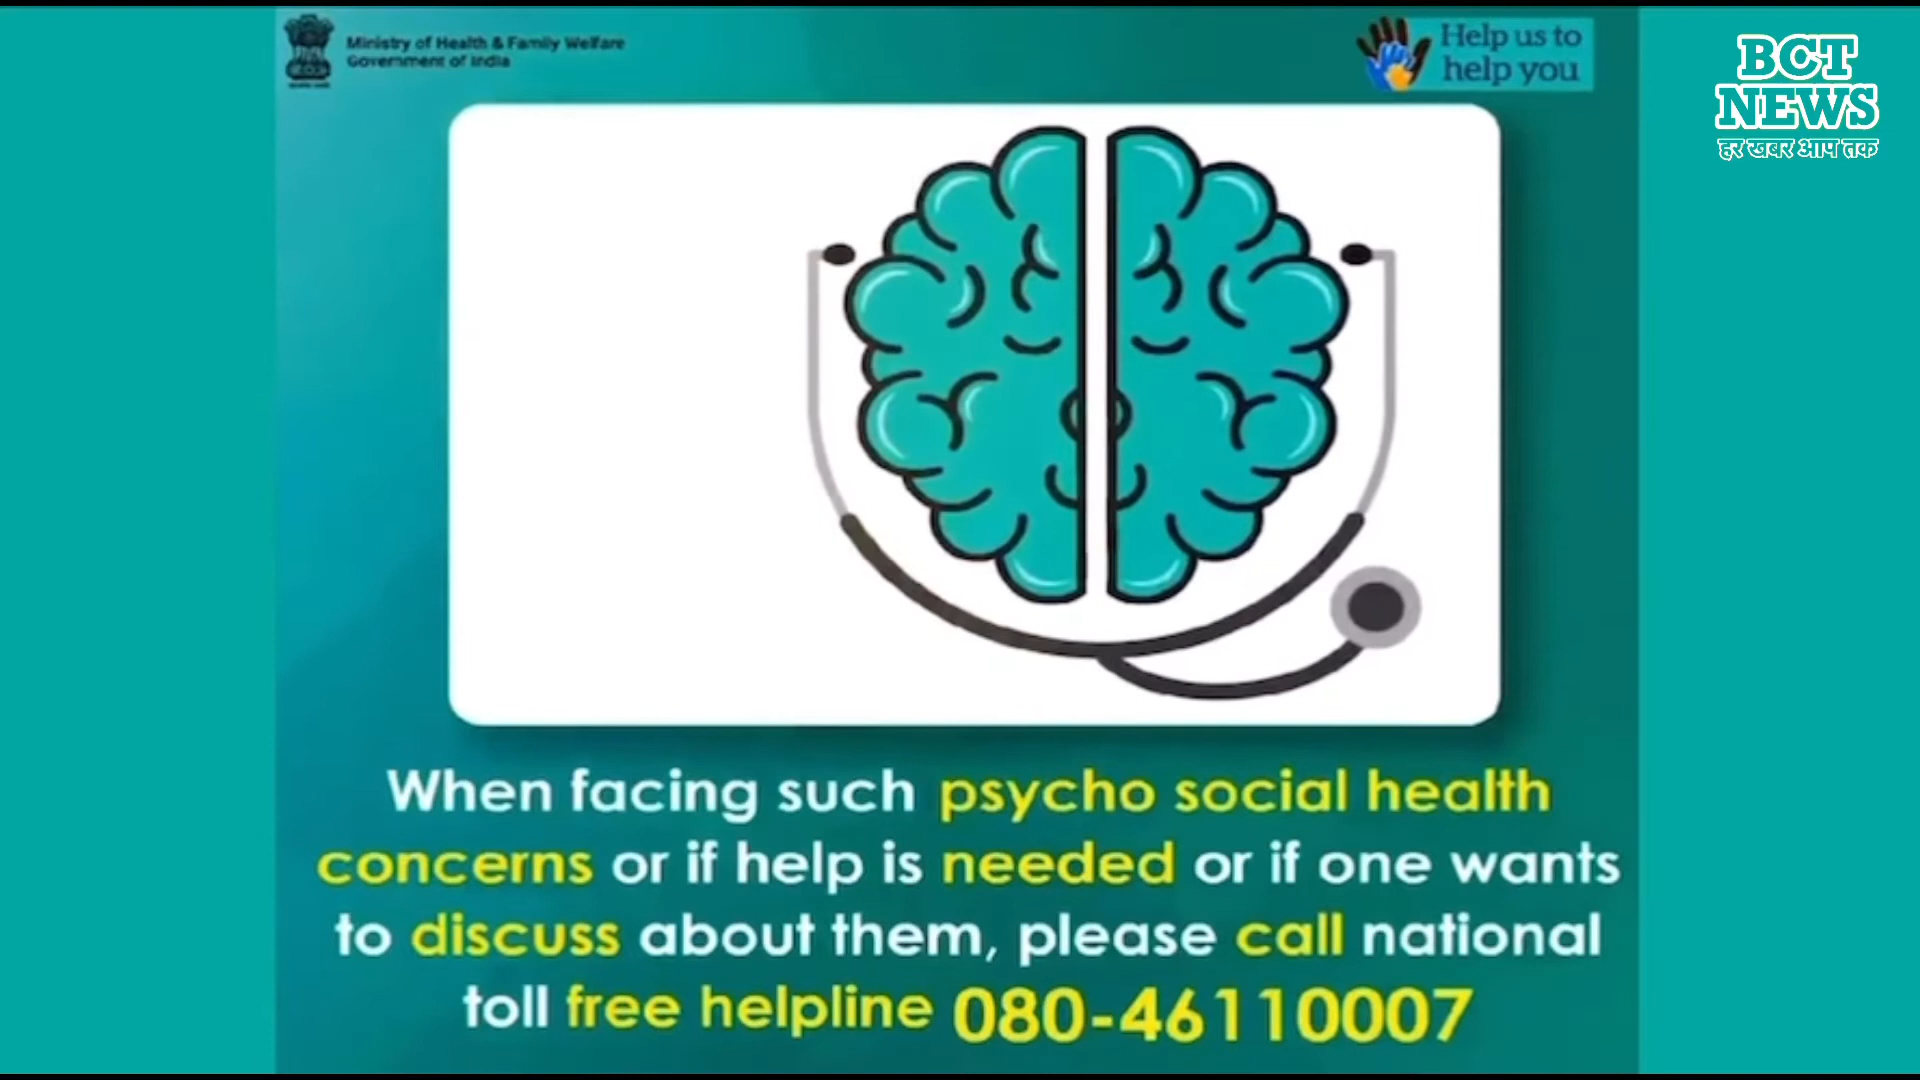 Ministry of Health & Family Welfare
Government of India
Help us to
help you
BCT
NEWS
हर खबर आप तक
When facing such psycho social health
concerns or if help is needed or if one wants
to discuss about them, please call national
toll free helpline 080-46110007